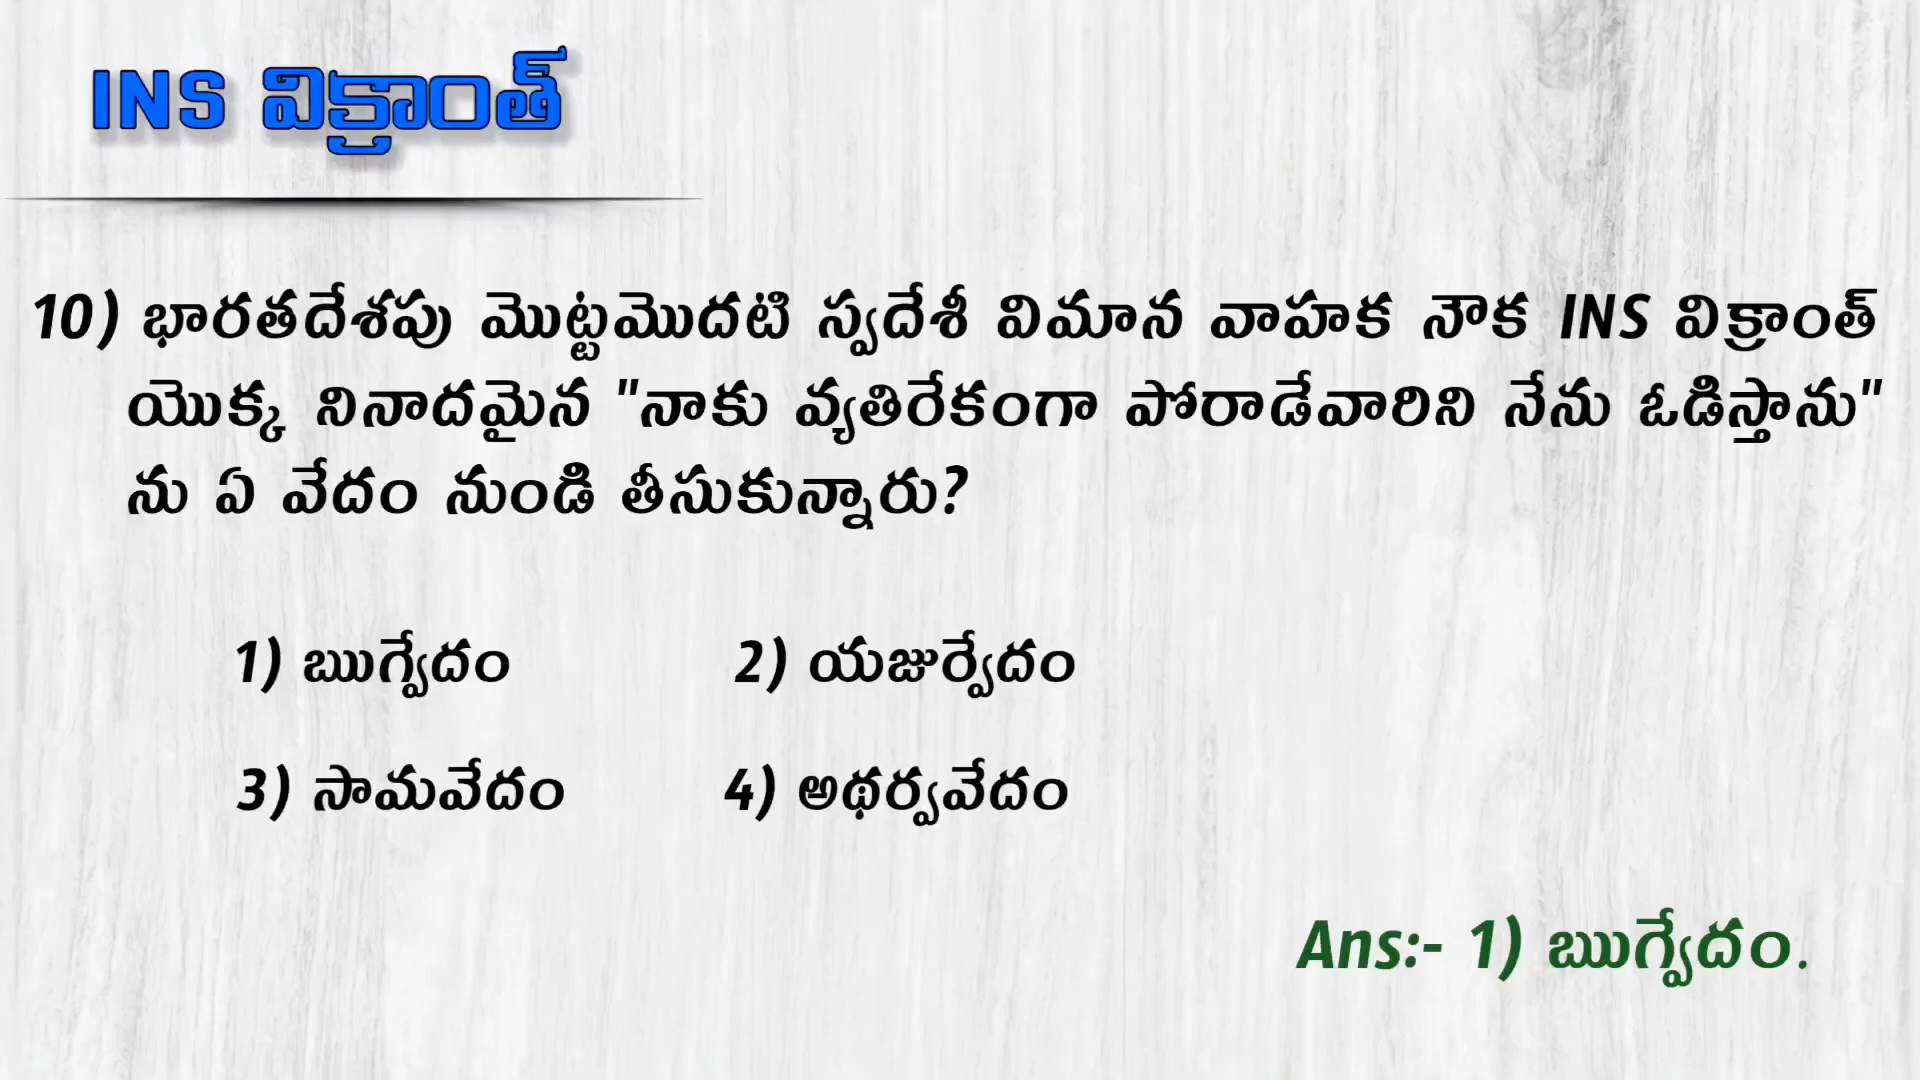 INS విక్రాంత్
10) భారతదేశపు మొట్టమొదటి స్వదేశీ విమాన వాహక నౌక INS విక్రాంత్
యొక్క నినాదమైన "నాకు వ్యతిరేకంగా పోరాడేవారిని నేను ఓడిస్తాను"
ను ఏ వేదం నుండి తీసుకున్నారు?
1) ఋగ్వేదం 2) యజుర్వేదం
3) సామవేదం 4) అథర్వవేదం
Ans:- 1) ఋగ్వేదం.